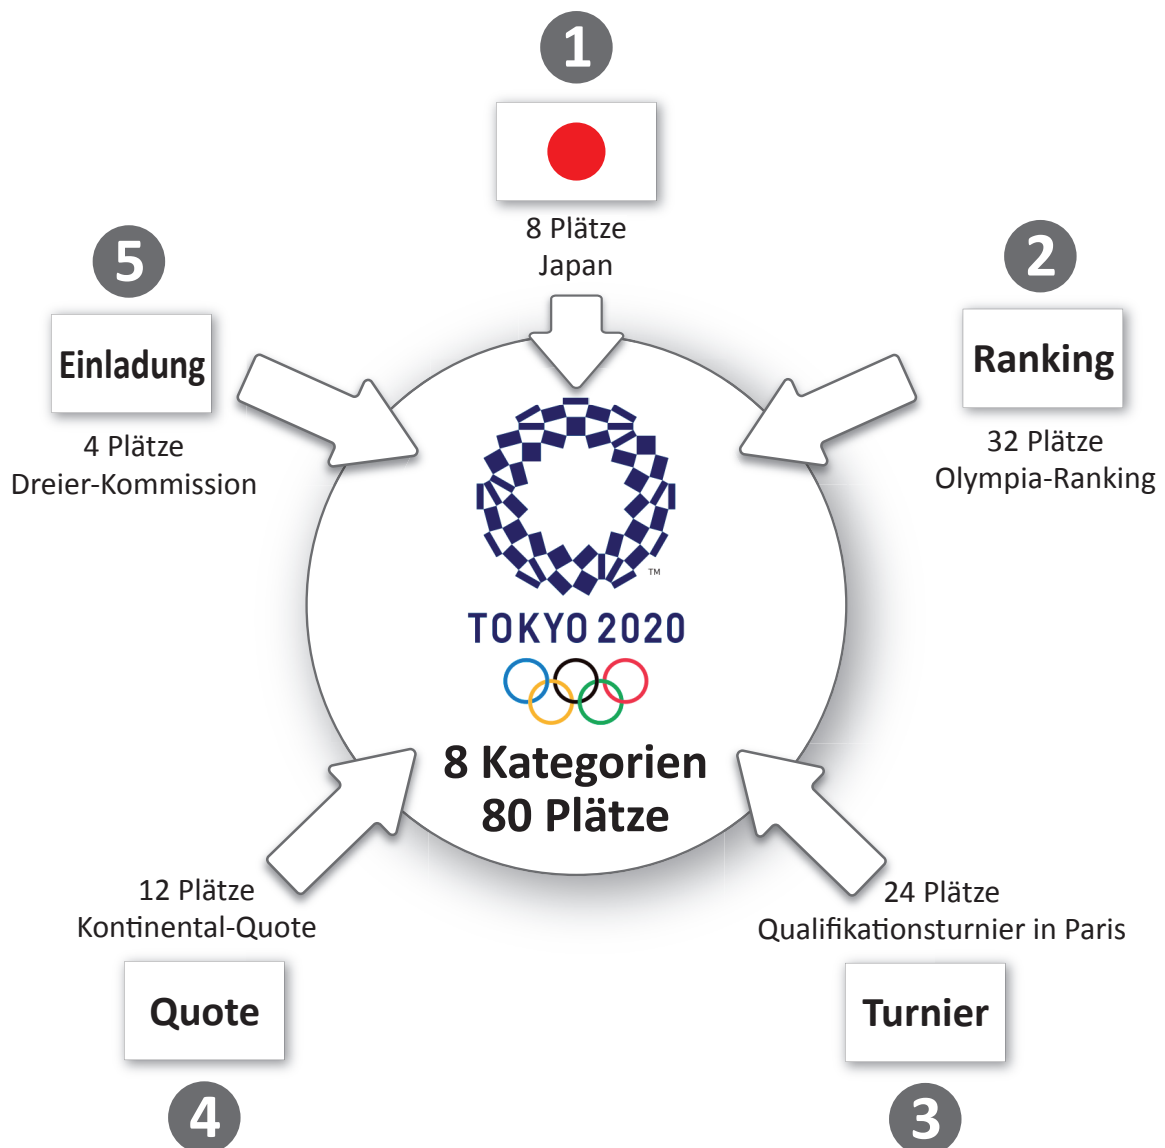 1
8 Plätze
Japan
2
Ranking
32 Plätze
Olympia-Ranking
5
Einladung
4 Plätze
Dreier-Kommission
TM
TOKYO 2020
8 Kategorien
80 Plätze
24 Plätze
Qualifikationsturnier in Paris
Turnier
3
12 Plätze
Kontinental-Quote
Quote
4